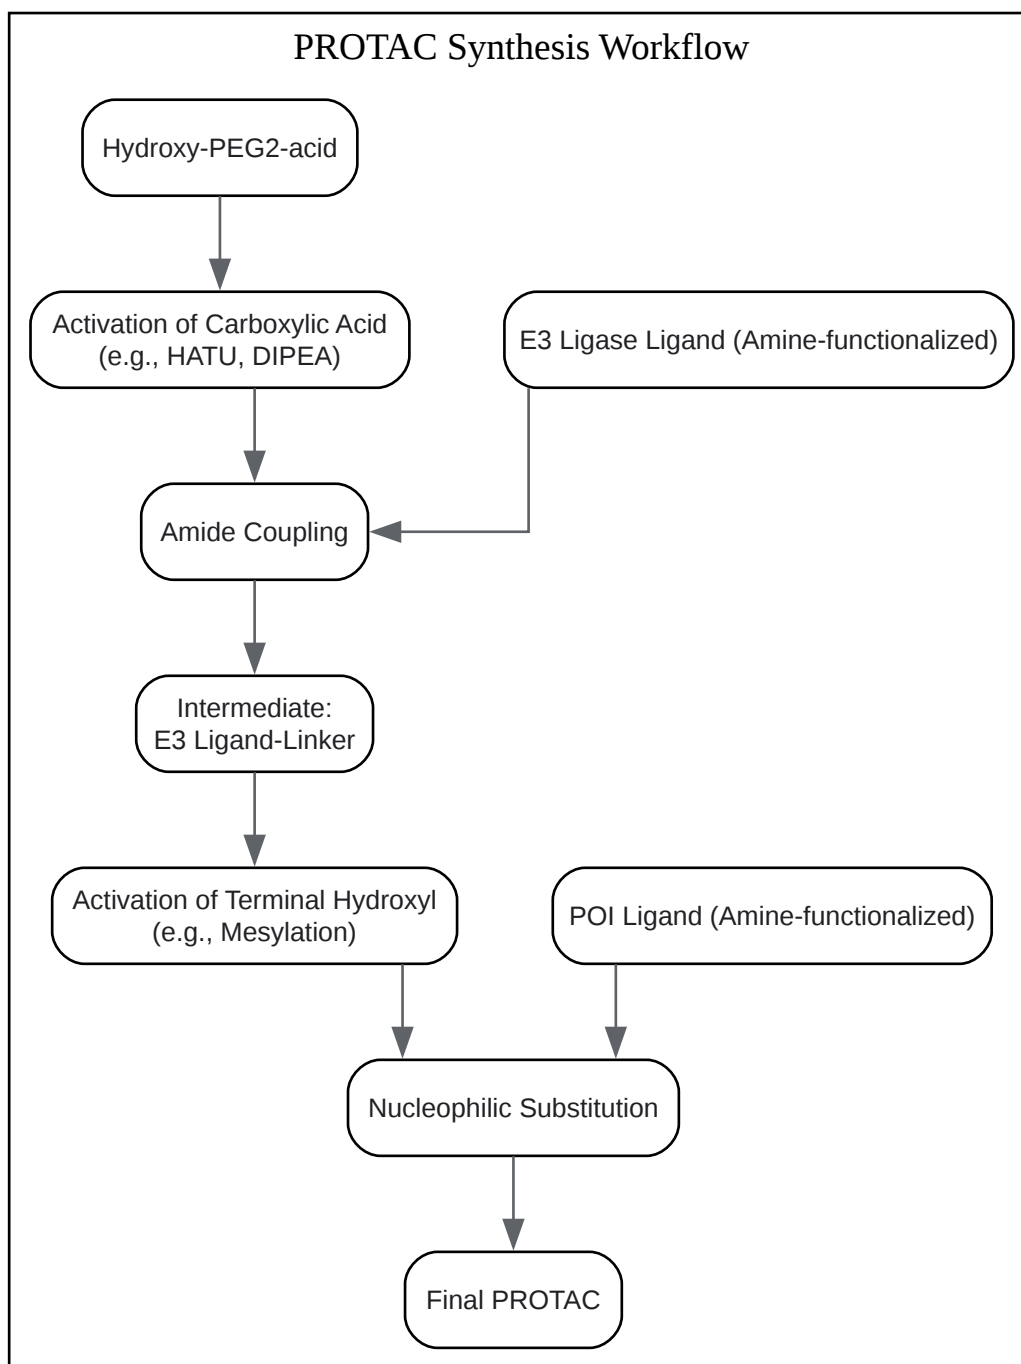 PROTAC Synthesis Workflow
Hydroxy-PEG2-acid
Activation of Carboxylic Acid
(e.g., HATU, DIPEA)
E3 Ligase Ligand (Amine-functionalized)
Amide Coupling
Intermediate:
E3 Ligand-Linker
Activation of Terminal Hydroxyl
(e.g., Mesylation)
POI Ligand (Amine-functionalized)
Nucleophilic Substitution
Final PROTAC